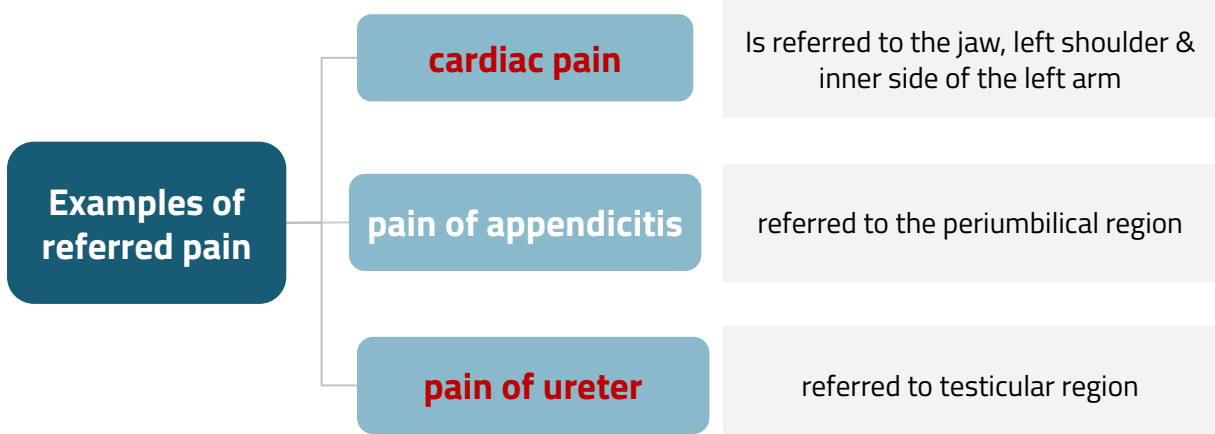 Examples of
referred pain
cardiac pain
Is referred to the jaw, left shoulder &
inner side of the left arm
pain of appendicitis
referred to the periumbilical region
pain of ureter
referred to testicular region